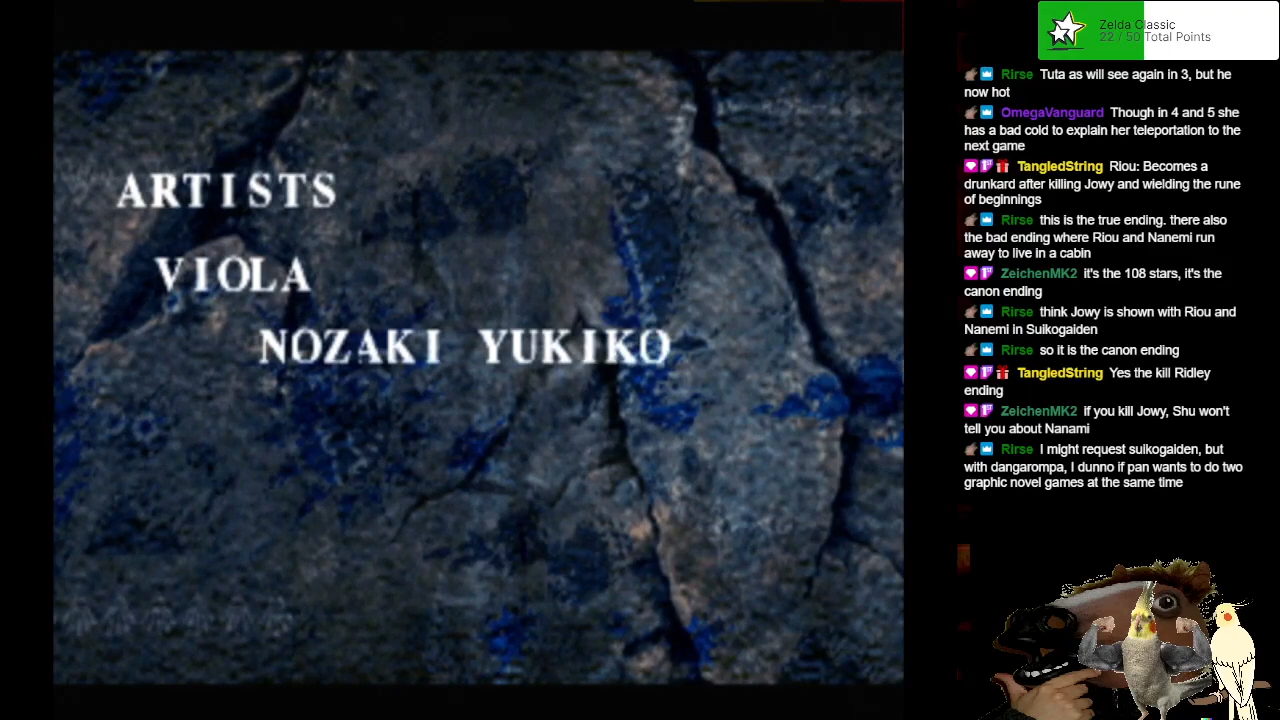 ARTISTS
VIOLA
NOZAKI YUKIKO
Zelda Classic
22 / 50 Total Points
Rirse Tuta as will see again in 3, but he
now hot
OmegaVanguard Though in 4 and 5 she
has a bad cold to explain her teleportation to the
next game
TangledString Riou: Becomes a
drunkard after killing Jowy and wielding the rune
of beginnings
Rirse this is the true ending. there also
the bad ending where Riou and Nanemi run
away to live in a cabin
ZeichenMK2 it's the 108 stars, it's the
canon ending
Rirse think Jowy is shown with Riou and
Nanemi in Suikogaiden
Rirse so it is the canon ending
TangledString Yes the kill Ridley
ending
ZeichenMK2 if you kill Jowy, Shu won't
tell you about Nanami
Rirse I might request suikogaiden, but
with dangarompa, I dunno if pan wants to do two
graphic novel games at the same time